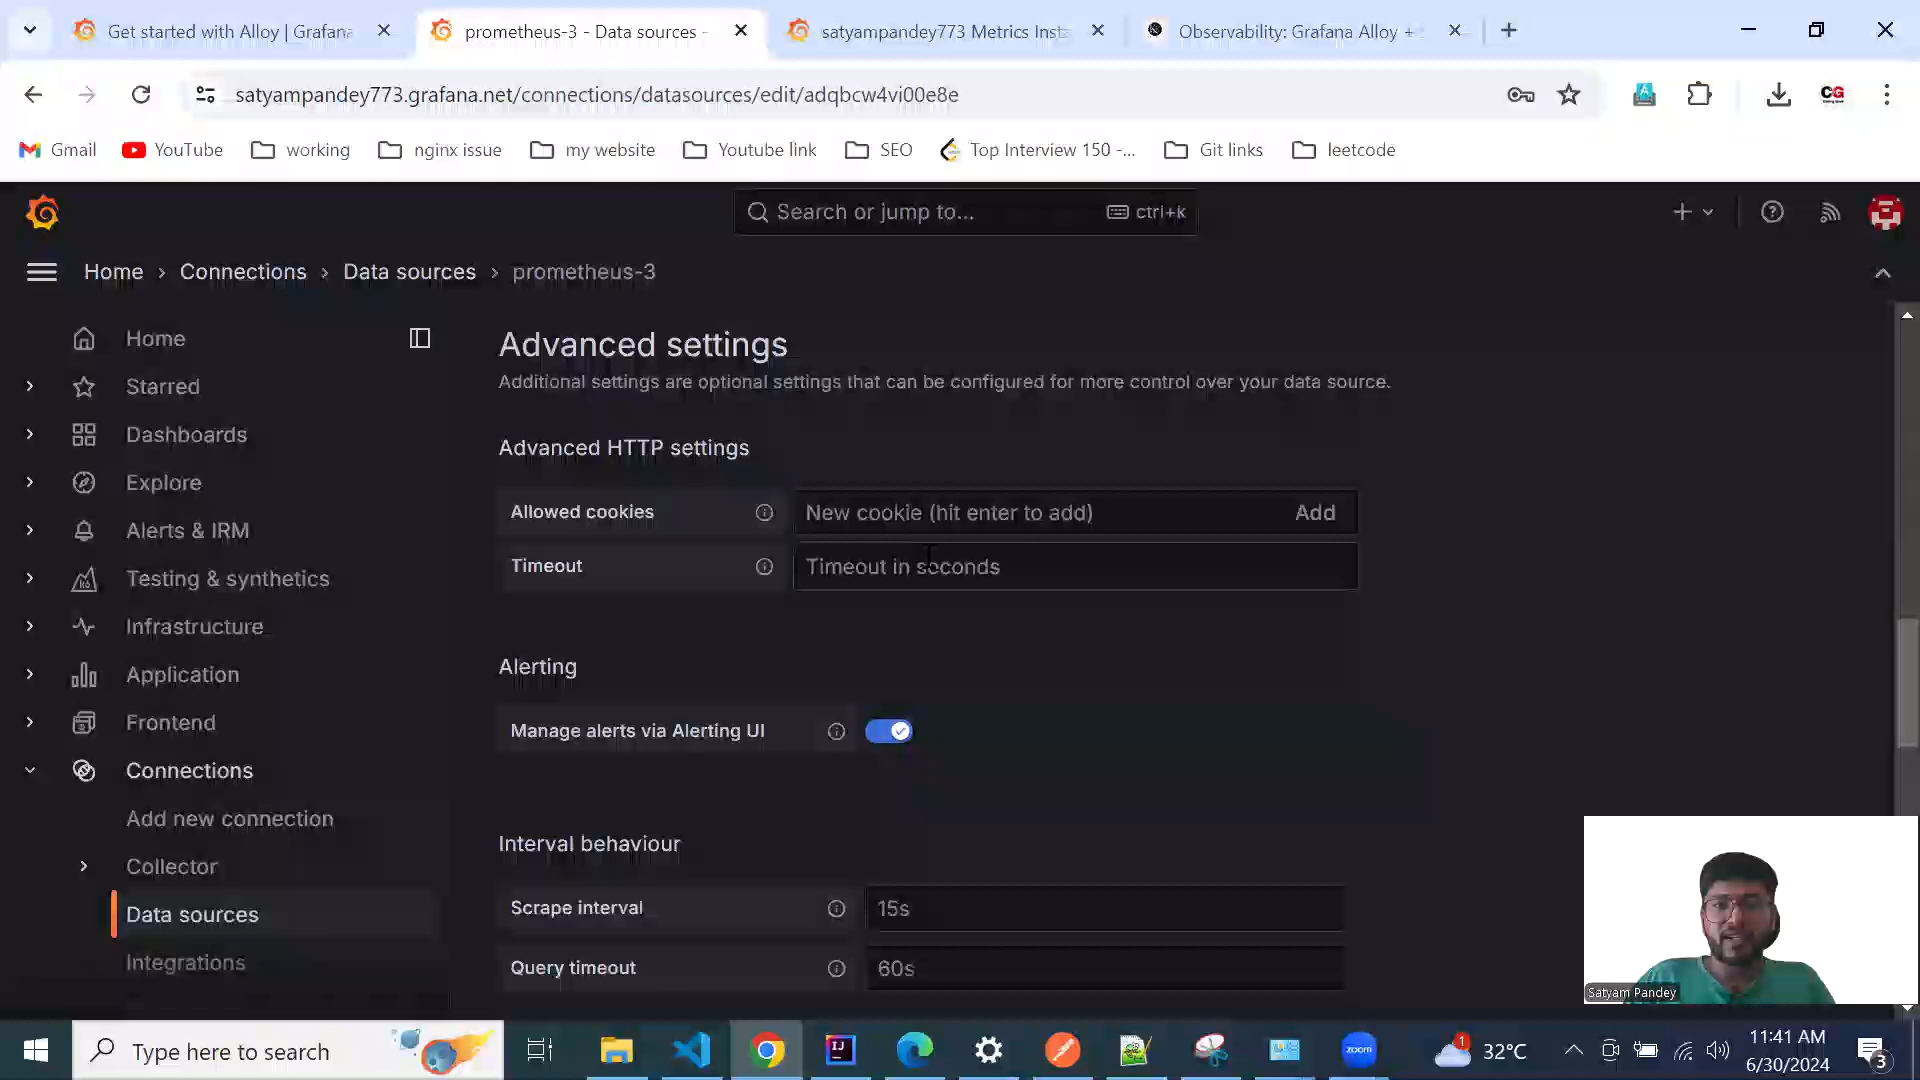 Get started with Alloy | Grafana
prometheus-3 - Data sources -
satyampandey773 Metrics Insta
Observability: Grafana Alloy +
satyampandey773.grafana.net/connections/datasources/edit/adqbcw4vj00e8e
CG
Gmail
YouTube
working
nginx issue
my website
Youtube link
SEO
Top Interview 150 -...
Git links
leetcode
Search or jump to...
ctrl+k
Home > Connections > Data sources > prometheus-3
Home
Starred
Dashboards
Explore
Alerts & IRM
Testing & synthetics
Infrastructure
Application
Frontend
Connections
Add new connection
Collector
Data sources
Integrations
Advanced settings
Additional settings are optional settings that can be configured for more control over your data source.
Advanced HTTP settings
Allowed cookies
New cookie (hit enter to add)
Add
Timeout
Timeout in seconds
Alerting
Manage alerts via Alerting UI
Interval behaviour
Scrape interval
15s
Query timeout
60s
Satyam Pandey
Type here to search
IJ
zoom
1
32°C
11:41 AM
6/30/2024
3